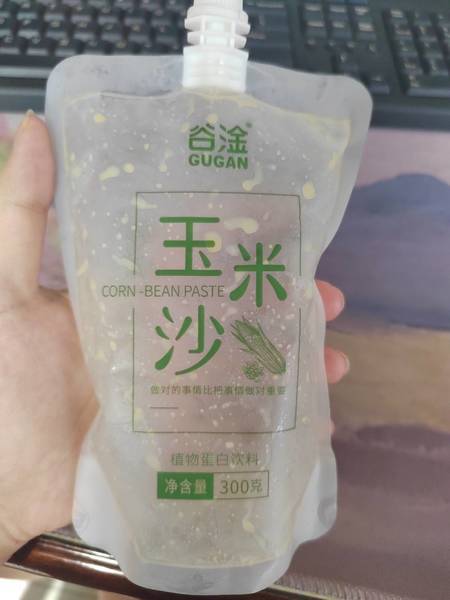 谷淦®
GUGAN
玉米沙
CORN-BEAN PASTE
做对的事情比把事情做对重要
植物蛋白饮料
净含量 300克